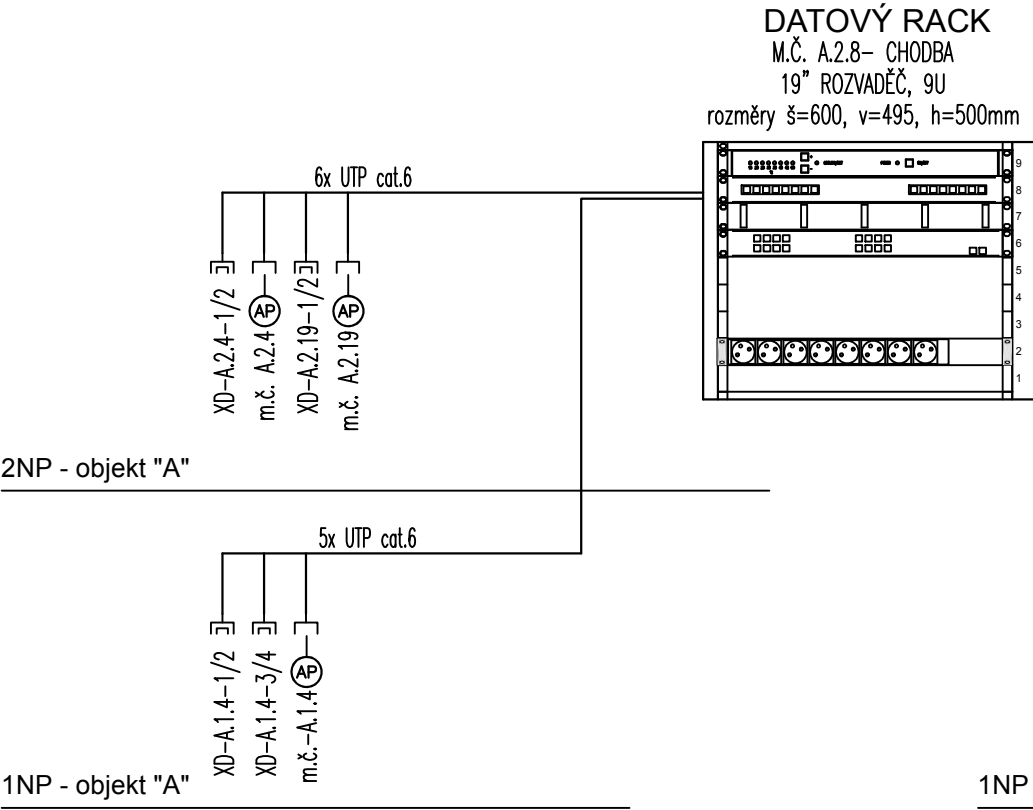 DATOVÝ RACK
M.Č. A.2.8– CHODBA
19” ROZVADĚČ, 9U
rozměry š=600, v=495, h=500mm
9
8
7
6
5
4
3
2
1
6x UTP cat.6
XD–A.2.4–1/2
AP
m.č. A.2.4
XD–A.2.19–1/2
AP
m.č. A.2.19
2NP - objekt "A"
5x UTP cat.6
XD–A.1.4–1/2
XD–A.1.4–3/4
AP
m.č.–A.1.4
1NP - objekt "A"
1NP